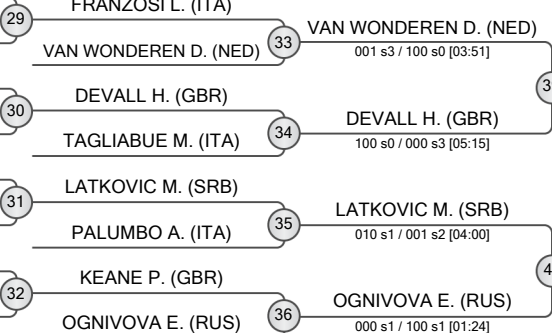 FRANZOSI L. (ITA)
29
VAN WONDEREN D. (NED)
33
VAN WONDEREN D. (NED)
001 s3 / 100 s0 [03:51]
DEVALL H. (GBR)
30
TAGLIABUE M. (ITA)
34
DEVALL H. (GBR)
100 s0 / 000 s3 [05:15]
LATKOVIC M. (SRB)
31
PALUMBO A. (ITA)
35
LATKOVIC M. (SRB)
010 s1 / 001 s2 [04:00]
KEANE P. (GBR)
32
OGNIVOVA E. (RUS)
36
OGNIVOVA E. (RUS)
000 s1 / 100 s1 [01:24]